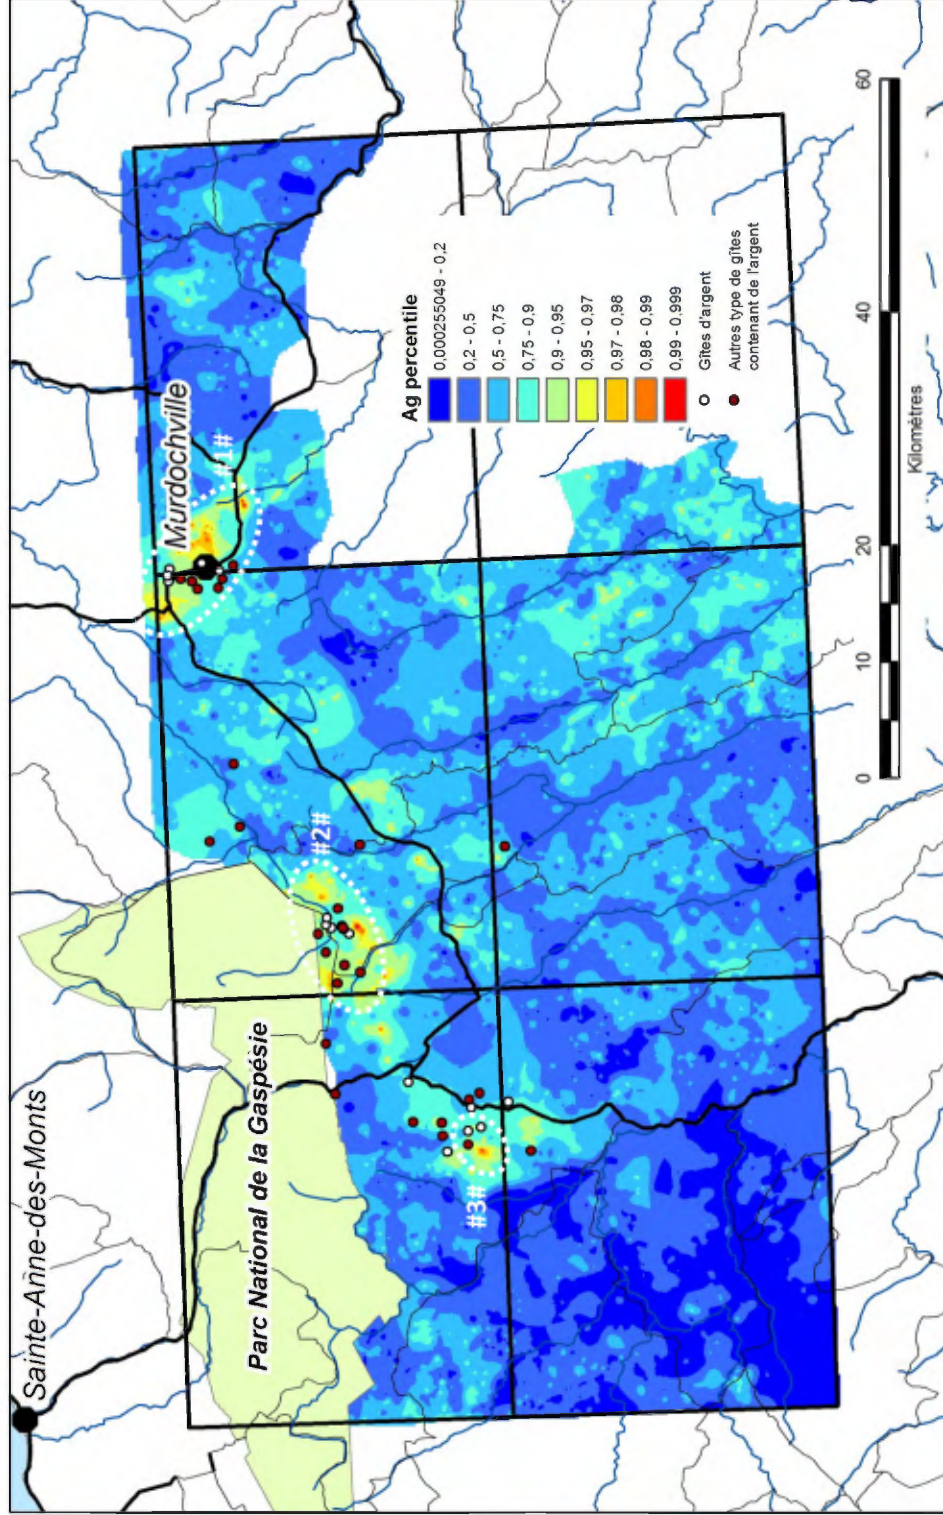 Sainte-Anne-des-Monts
Parc National de la Gaspésie
Murdochville
#1#
#2#
#3#
Ag percentile
0,000255049 - 0,2
0,2 - 0,5
0,5 - 0,75
0,75 - 0,9
0,9 - 0,95
0,95 - 0,97
0,97 - 0,98
0,98 - 0,99
0,99 - 0,999
Gîtes d'argent
Autres type de gîtes
contenant de l'argent
0 10 20 40 60
Kilomètres